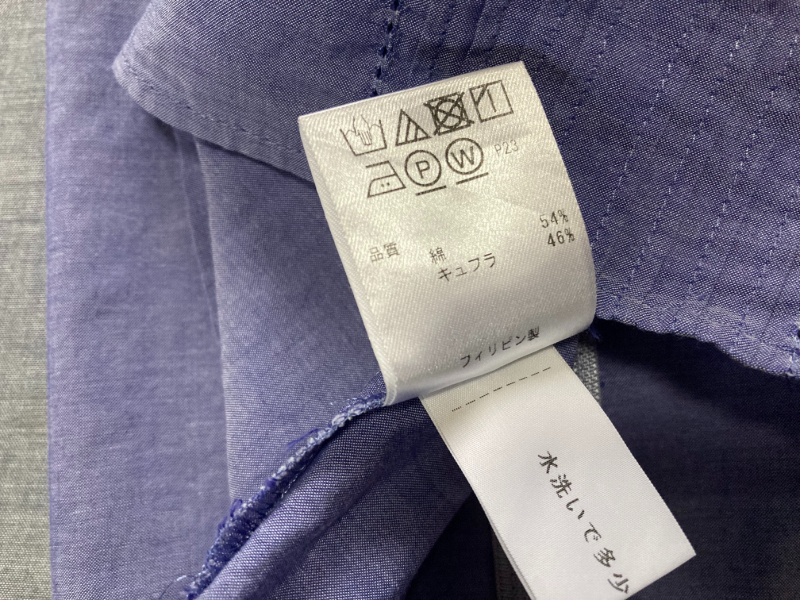 P W P23
品質 綿 54%
キュプラ 46%
フィリピン製
水洗いで多少